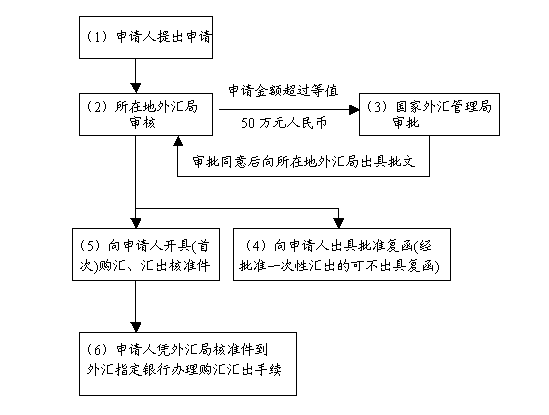 (1)申请人提出申请
(2)所在地外汇局
审核
申请金额超过等值
50万元人民币
(3)国家外汇管理局
审批
审批同意后向所在地外汇局出具批文
(5)向申请人开具(首
次)购汇、汇出核准件
(4)向申请人出具批准复函(经
批准一次性汇出的可不出具复函)
(6)申请人凭外汇局核准件到
外汇指定银行办理购汇汇出手续